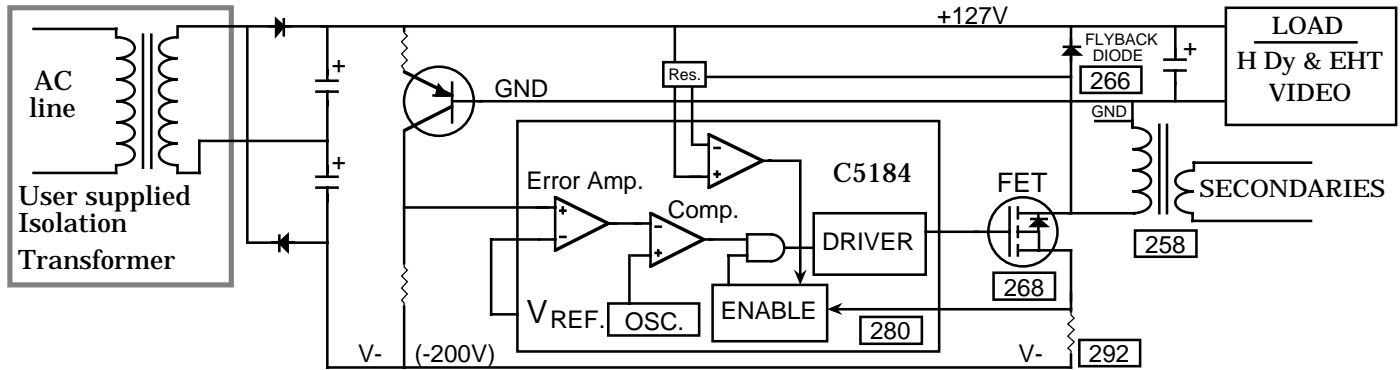 AC
line
User supplied
Isolation
Transformer
+
+
GND
+127V
Res.
FLYBACK
DIODE
266
+
LOAD
H Dy & EHT
VIDEO
GND
C5184
-
+
Error Amp.
+
-
Comp.
-
+
DRIVER
FET
268
258
SECONDARIES
VREF.
OSC.
ENABLE
280
V- (-200V)
V-
292